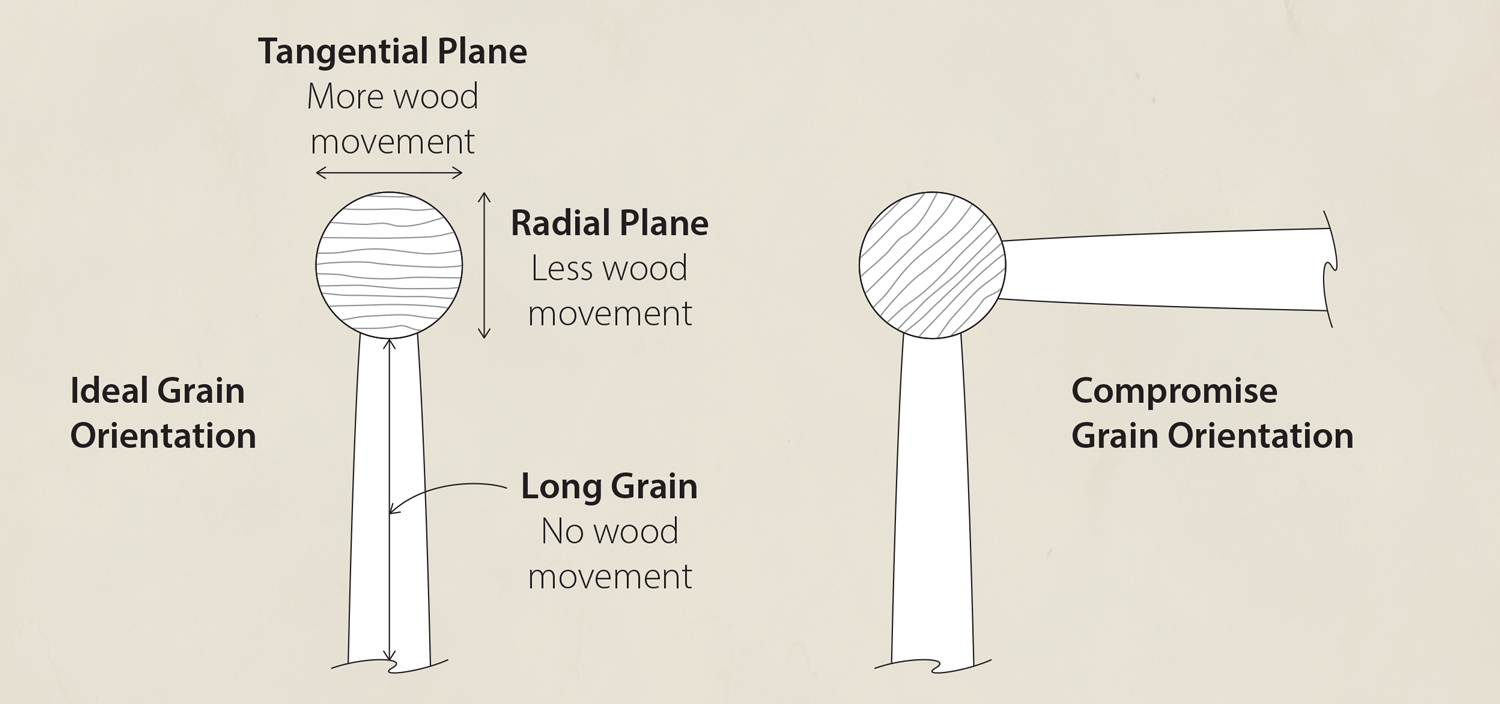 Tangential Plane
More wood
movement
Radial Plane
Less wood
movement
Ideal Grain
Orientation
Long Grain
No wood
movement
Compromise
Grain Orientation